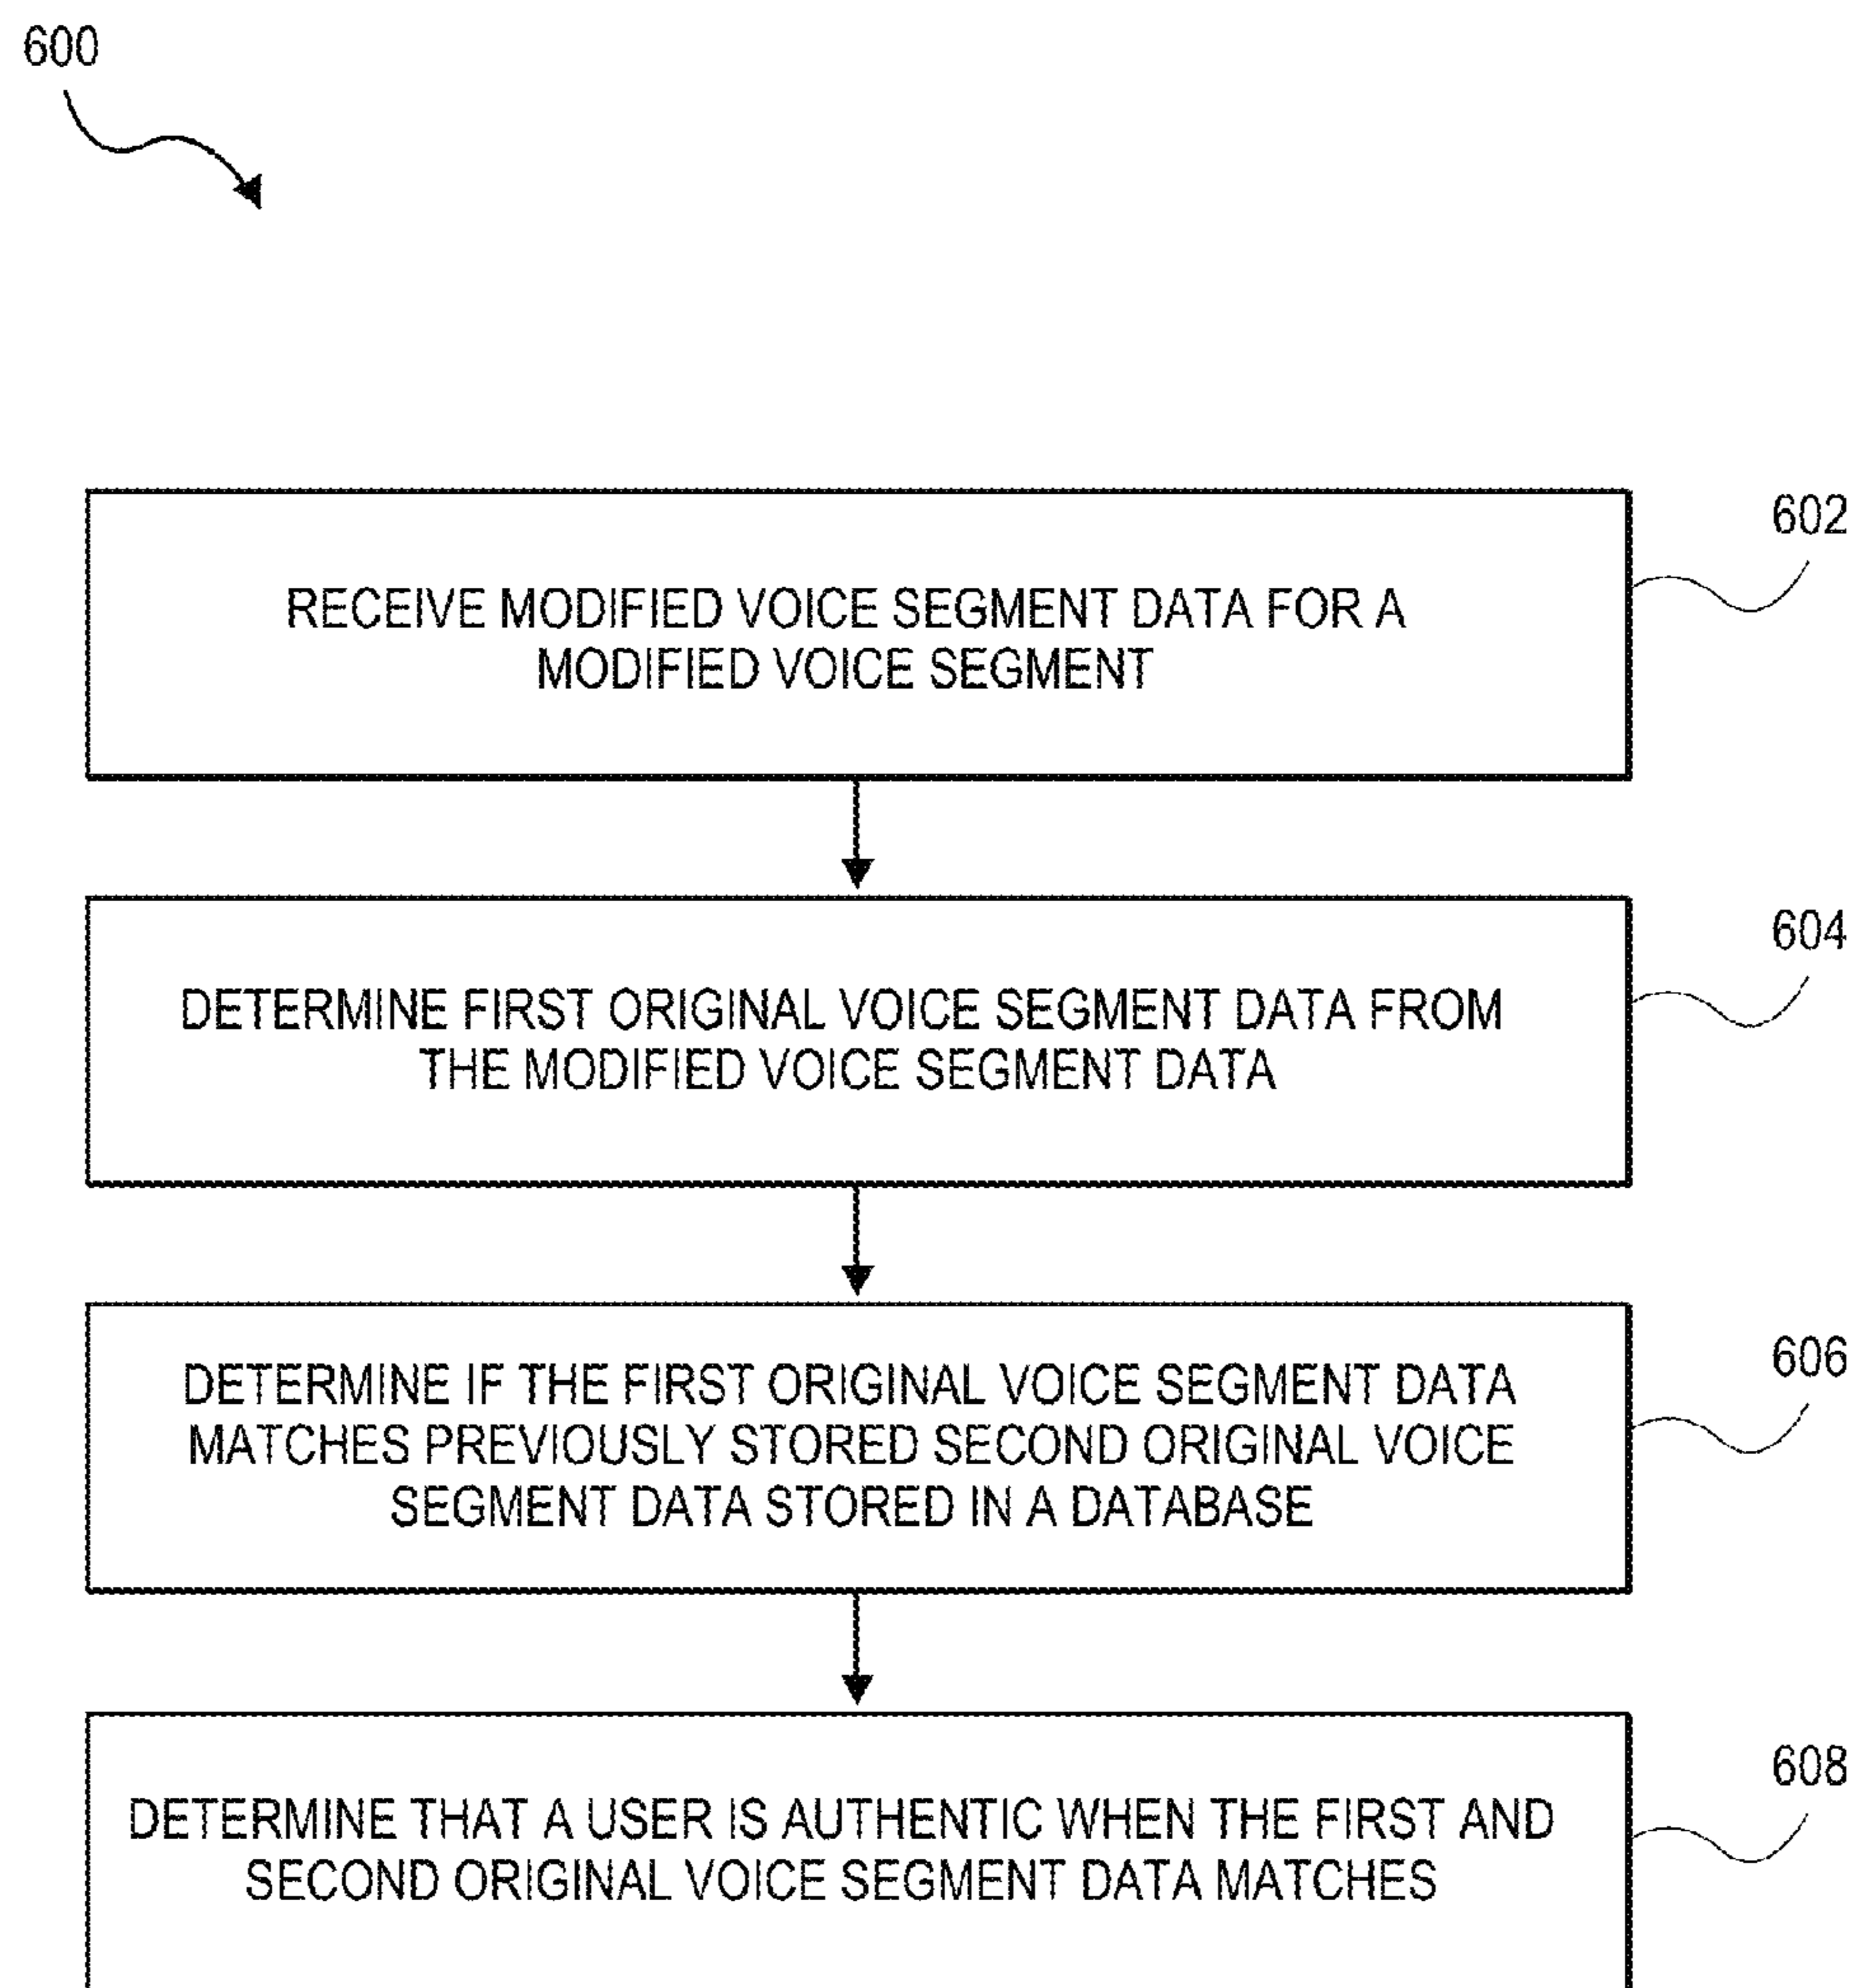 600
602
RECEIVE MODIFIED VOICE SEGMENT DATA FOR A
MODIFIED VOICE SEGMENT
604
DETERMINE FIRST ORIGINAL VOICE SEGMENT DATA FROM
THE MODIFIED VOICE SEGMENT DATA
606
DETERMINE IF THE FIRST ORIGINAL VOICE SEGMENT DATA
MATCHES PREVIOUSLY STORED SECOND ORIGINAL VOICE
SEGMENT DATA STORED IN A DATABASE
608
DETERMINE THAT A USER IS AUTHENTIC WHEN THE FIRST AND
SECOND ORIGINAL VOICE SEGMENT DATA MATCHES